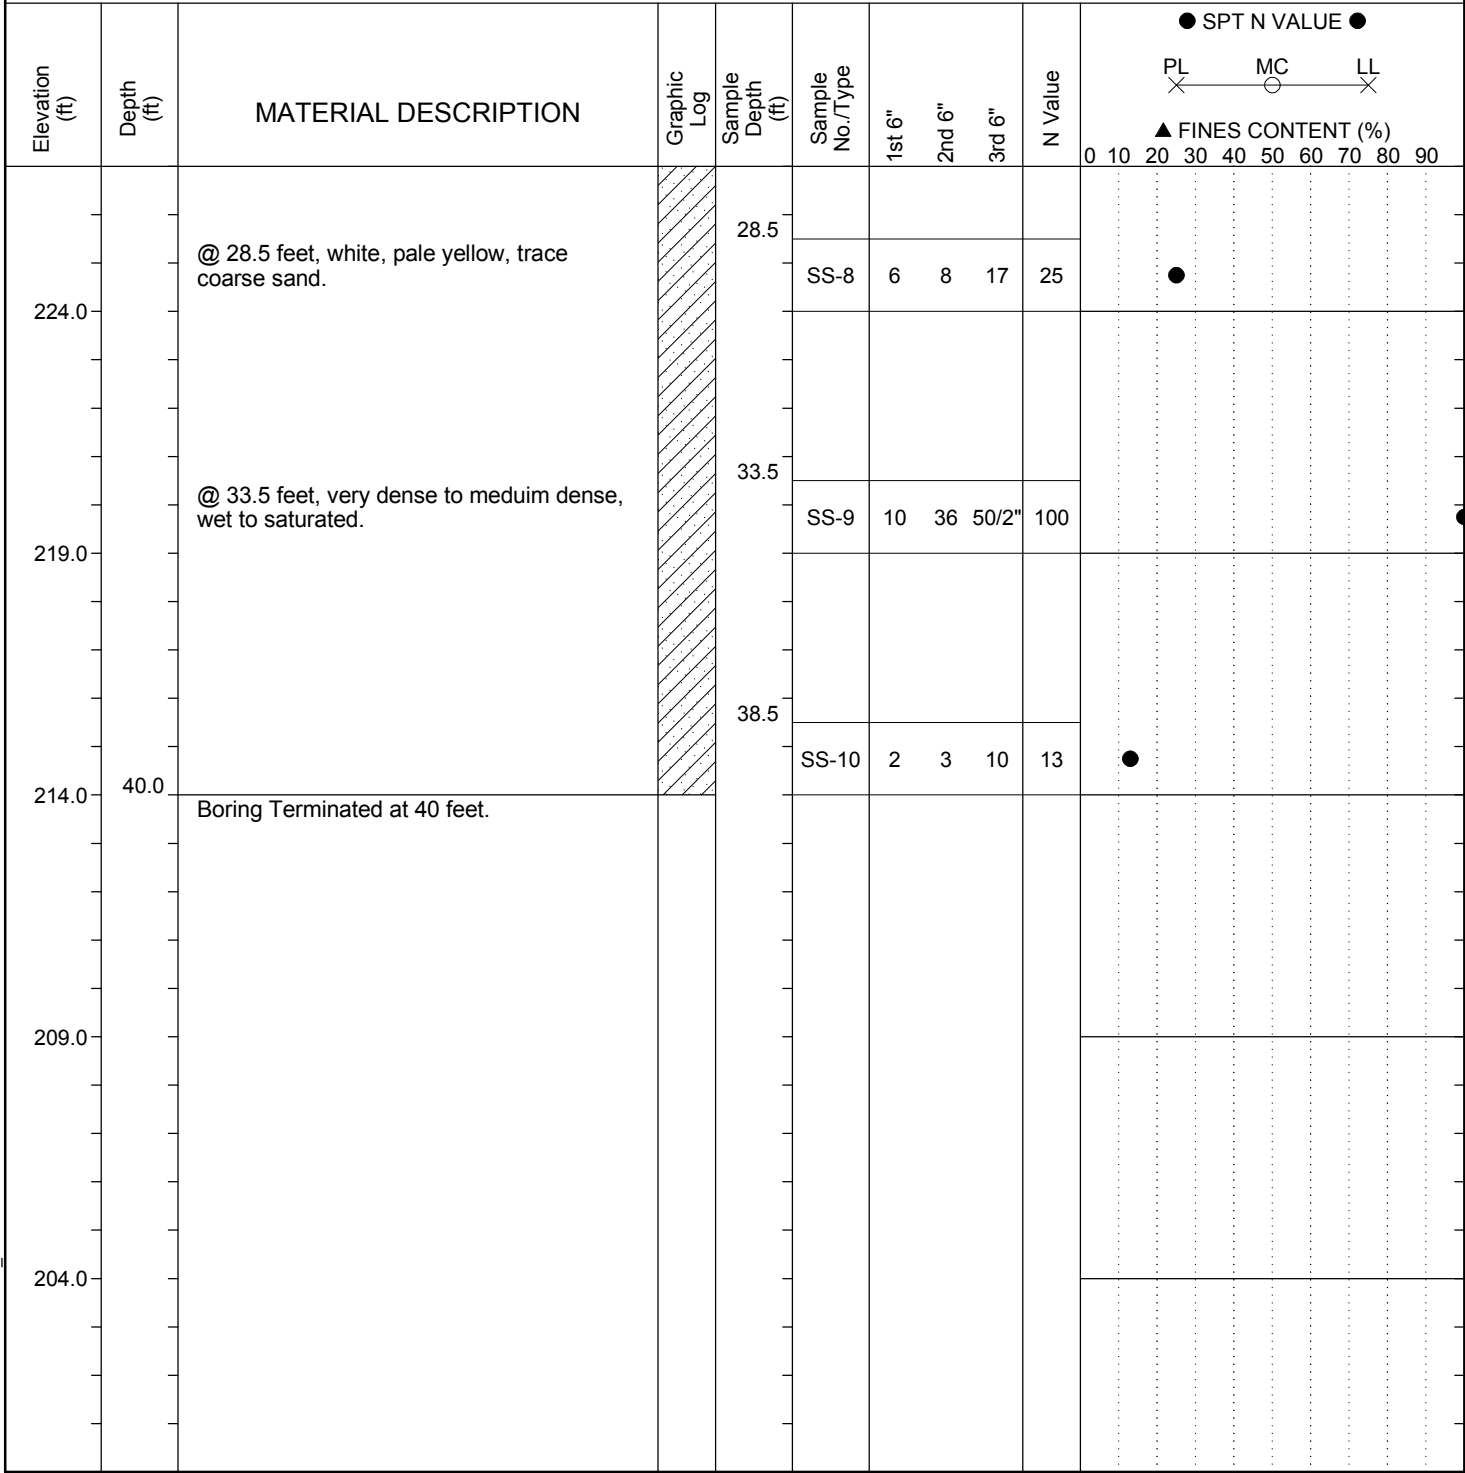 ● SPT N VALUE ●
PL MC LL
▲ FINES CONTENT (%)
0 10 20 30 40 50 60 70 80 90
Elevation (ft)
Depth (ft)
MATERIAL DESCRIPTION
Graphic Log
Sample Depth (ft)
Sample No./Type
1st 6"
2nd 6"
3rd 6"
N Value
28.5
@ 28.5 feet, white, pale yellow, trace
coarse sand.
SS-8 6 8 17 25
224.0
33.5
@ 33.5 feet, very dense to meduim dense,
wet to saturated.
SS-9 10 36 50/2" 100
219.0
38.5
SS-10 2 3 10 13
40.0
214.0
Boring Terminated at 40 feet.
209.0
204.0